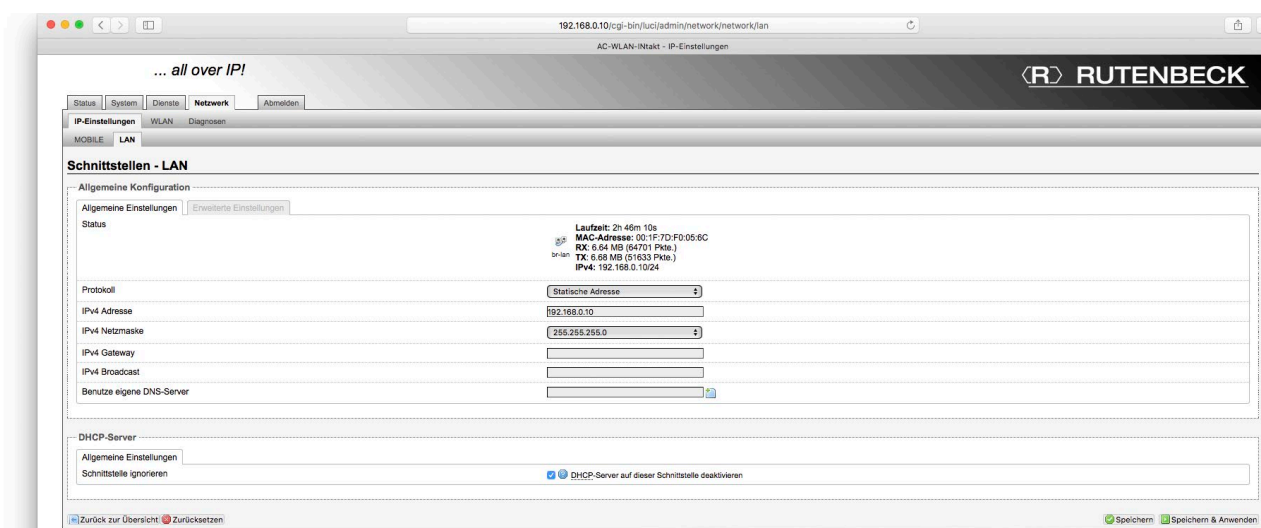 192.168.0.10/cgi-bin/luci/admin/network/network/lan
AC-WLAN-INtakt - IP-Einstellungen
... all over IP!
⟨R⟩ RUTENBECK
Status System Dienste Netzwerk Abmelden
IP-Einstellungen WLAN Diagnosen
MOBILE LAN
Schnittstellen - LAN
Allgemeine Konfiguration
Allgemeine Einstellungen Erweiterte Einstellungen
Status
Laufzeit: 2h 46m 10s
MAC-Adresse: 00:1F:7D:F0:05:6C
RX: 6.64 MB (64701 Pkte.)
br-lan TX: 6.68 MB (51633 Pkte.)
IPv4: 192.168.0.10/24
Protokoll Statische Adresse
IPv4 Adresse 192.168.0.10
IPv4 Netzmaske 255.255.255.0
IPv4 Gateway
IPv4 Broadcast
Benutze eigene DNS-Server
DHCP-Server
Allgemeine Einstellungen
Schnittstelle ignorieren DHCP-Server auf dieser Schnittstelle deaktivieren
Zurück zur Übersicht Zurücksetzen Speichern Speichern & Anwenden